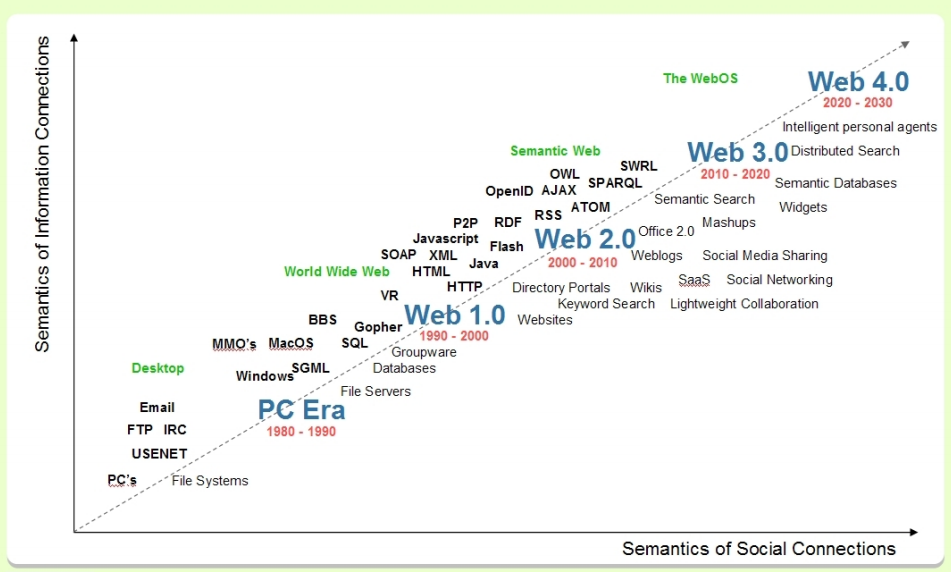 Semantics of Information Connections
The WebOS
Web 4.0
2020 - 2030
Intelligent personal agents
Semantic Web
Web 3.0
Distributed Search
2010 - 2020
SWRL
OWL
SPARQL
Semantic Databases
OpenID
AJAX
Semantic Search
Widgets
ATOM
RSS
P2P
RDF
Mashups
Office 2.0
Javascript
Flash
Web 2.0
2000 - 2010
SOAP
XML
Weblogs
Social Media Sharing
World Wide Web
HTML
Java
HTTP
Directory Portals
Wikis
SaaS
Social Networking
VR
Keyword Search
Lightweight Collaboration
BBS
Gopher
Web 1.0
1990 - 2000
Websites
MMO's
MacOS
SQL
Groupware
Desktop
Windows
SGML
Databases
File Servers
Email
PC Era
1980 - 1990
FTP
IRC
USENET
PC's
File Systems
Semantics of Social Connections